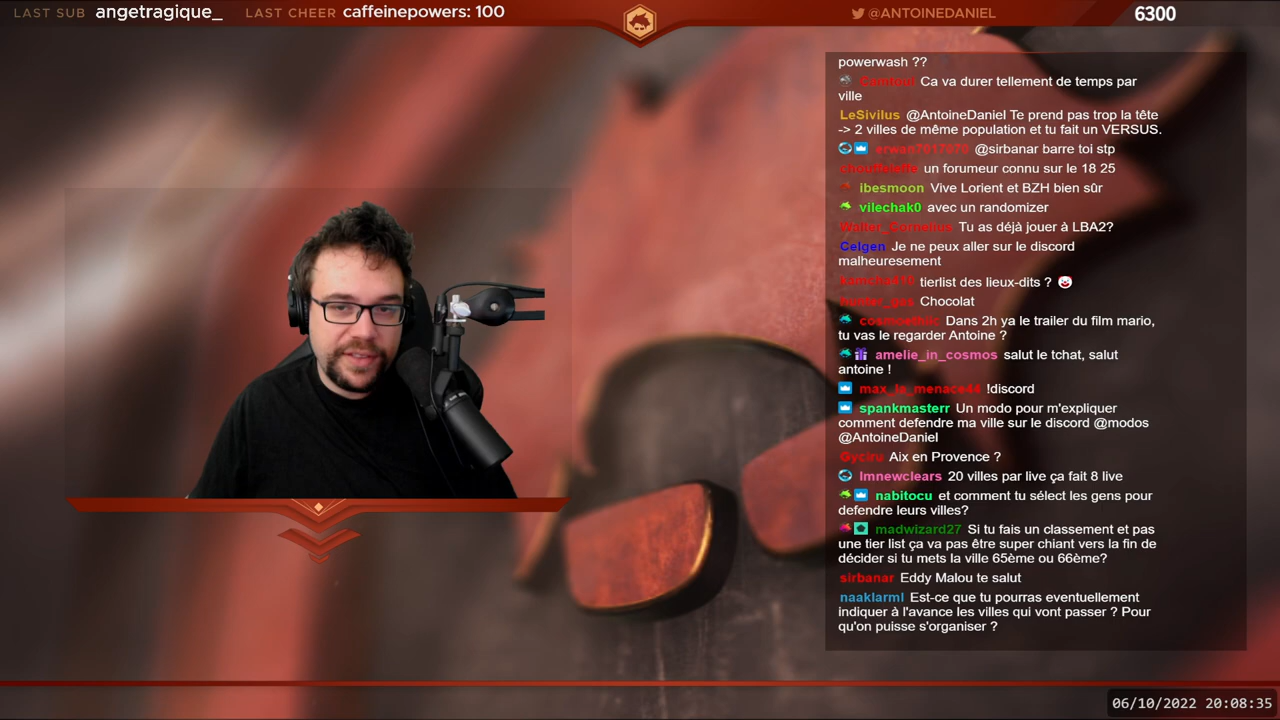 LAST SUB angetragique_ LAST CHEER caffeinepowers: 100 @ANTOINEDANIEL 6300
powerwash ??
Ca va durer tellement de temps par
ville
LeSivilus @AntoineDaniel Te prend pas trop la tête
-> 2 villes de même population et tu fait un VERSUS.
erwan7017070 @sirbanar barre toi stp
un forumeur connu sur le 18 25
ibesmoon Vive Lorient et BZH bien sûr
vilechak0 avec un randomizer
Walter_Cornelius Tu as déjà jouer à LBA2?
Celgen Je ne peux aller sur le discord
malheuresement
tierlist des lieux-dits ?
Chocolat
cosmoethic Dans 2h ya le trailer du film mario,
tu vas le regarder Antoine ?
amelie_in_cosmos salut le tchat, salut
antoine !
max_la_menace44 !discord
spankmasterr Un modo pour m'expliquer
comment defendre ma ville sur le discord @modos
@AntoineDaniel
Aix en Provence ?
lmnewclears 20 villes par live ça fait 8 live
nabitocu et comment tu sélect les gens pour
defendre leurs villes?
madwizard27 Si tu fais un classement et pas
une tier list ça va pas être super chiant vers la fin de
décider si tu mets la ville 65ème ou 66ème?
sirbanar Eddy Malou te salut
naaklarml Est-ce que tu pourras eventuellement
indiquer à l'avance les villes qui vont passer ? Pour
qu'on puisse s'organiser ?
06/10/2022 20:08:35